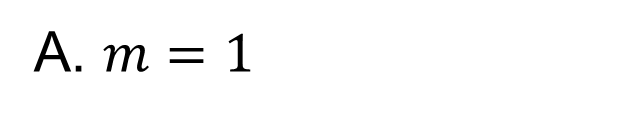 A. m = 1